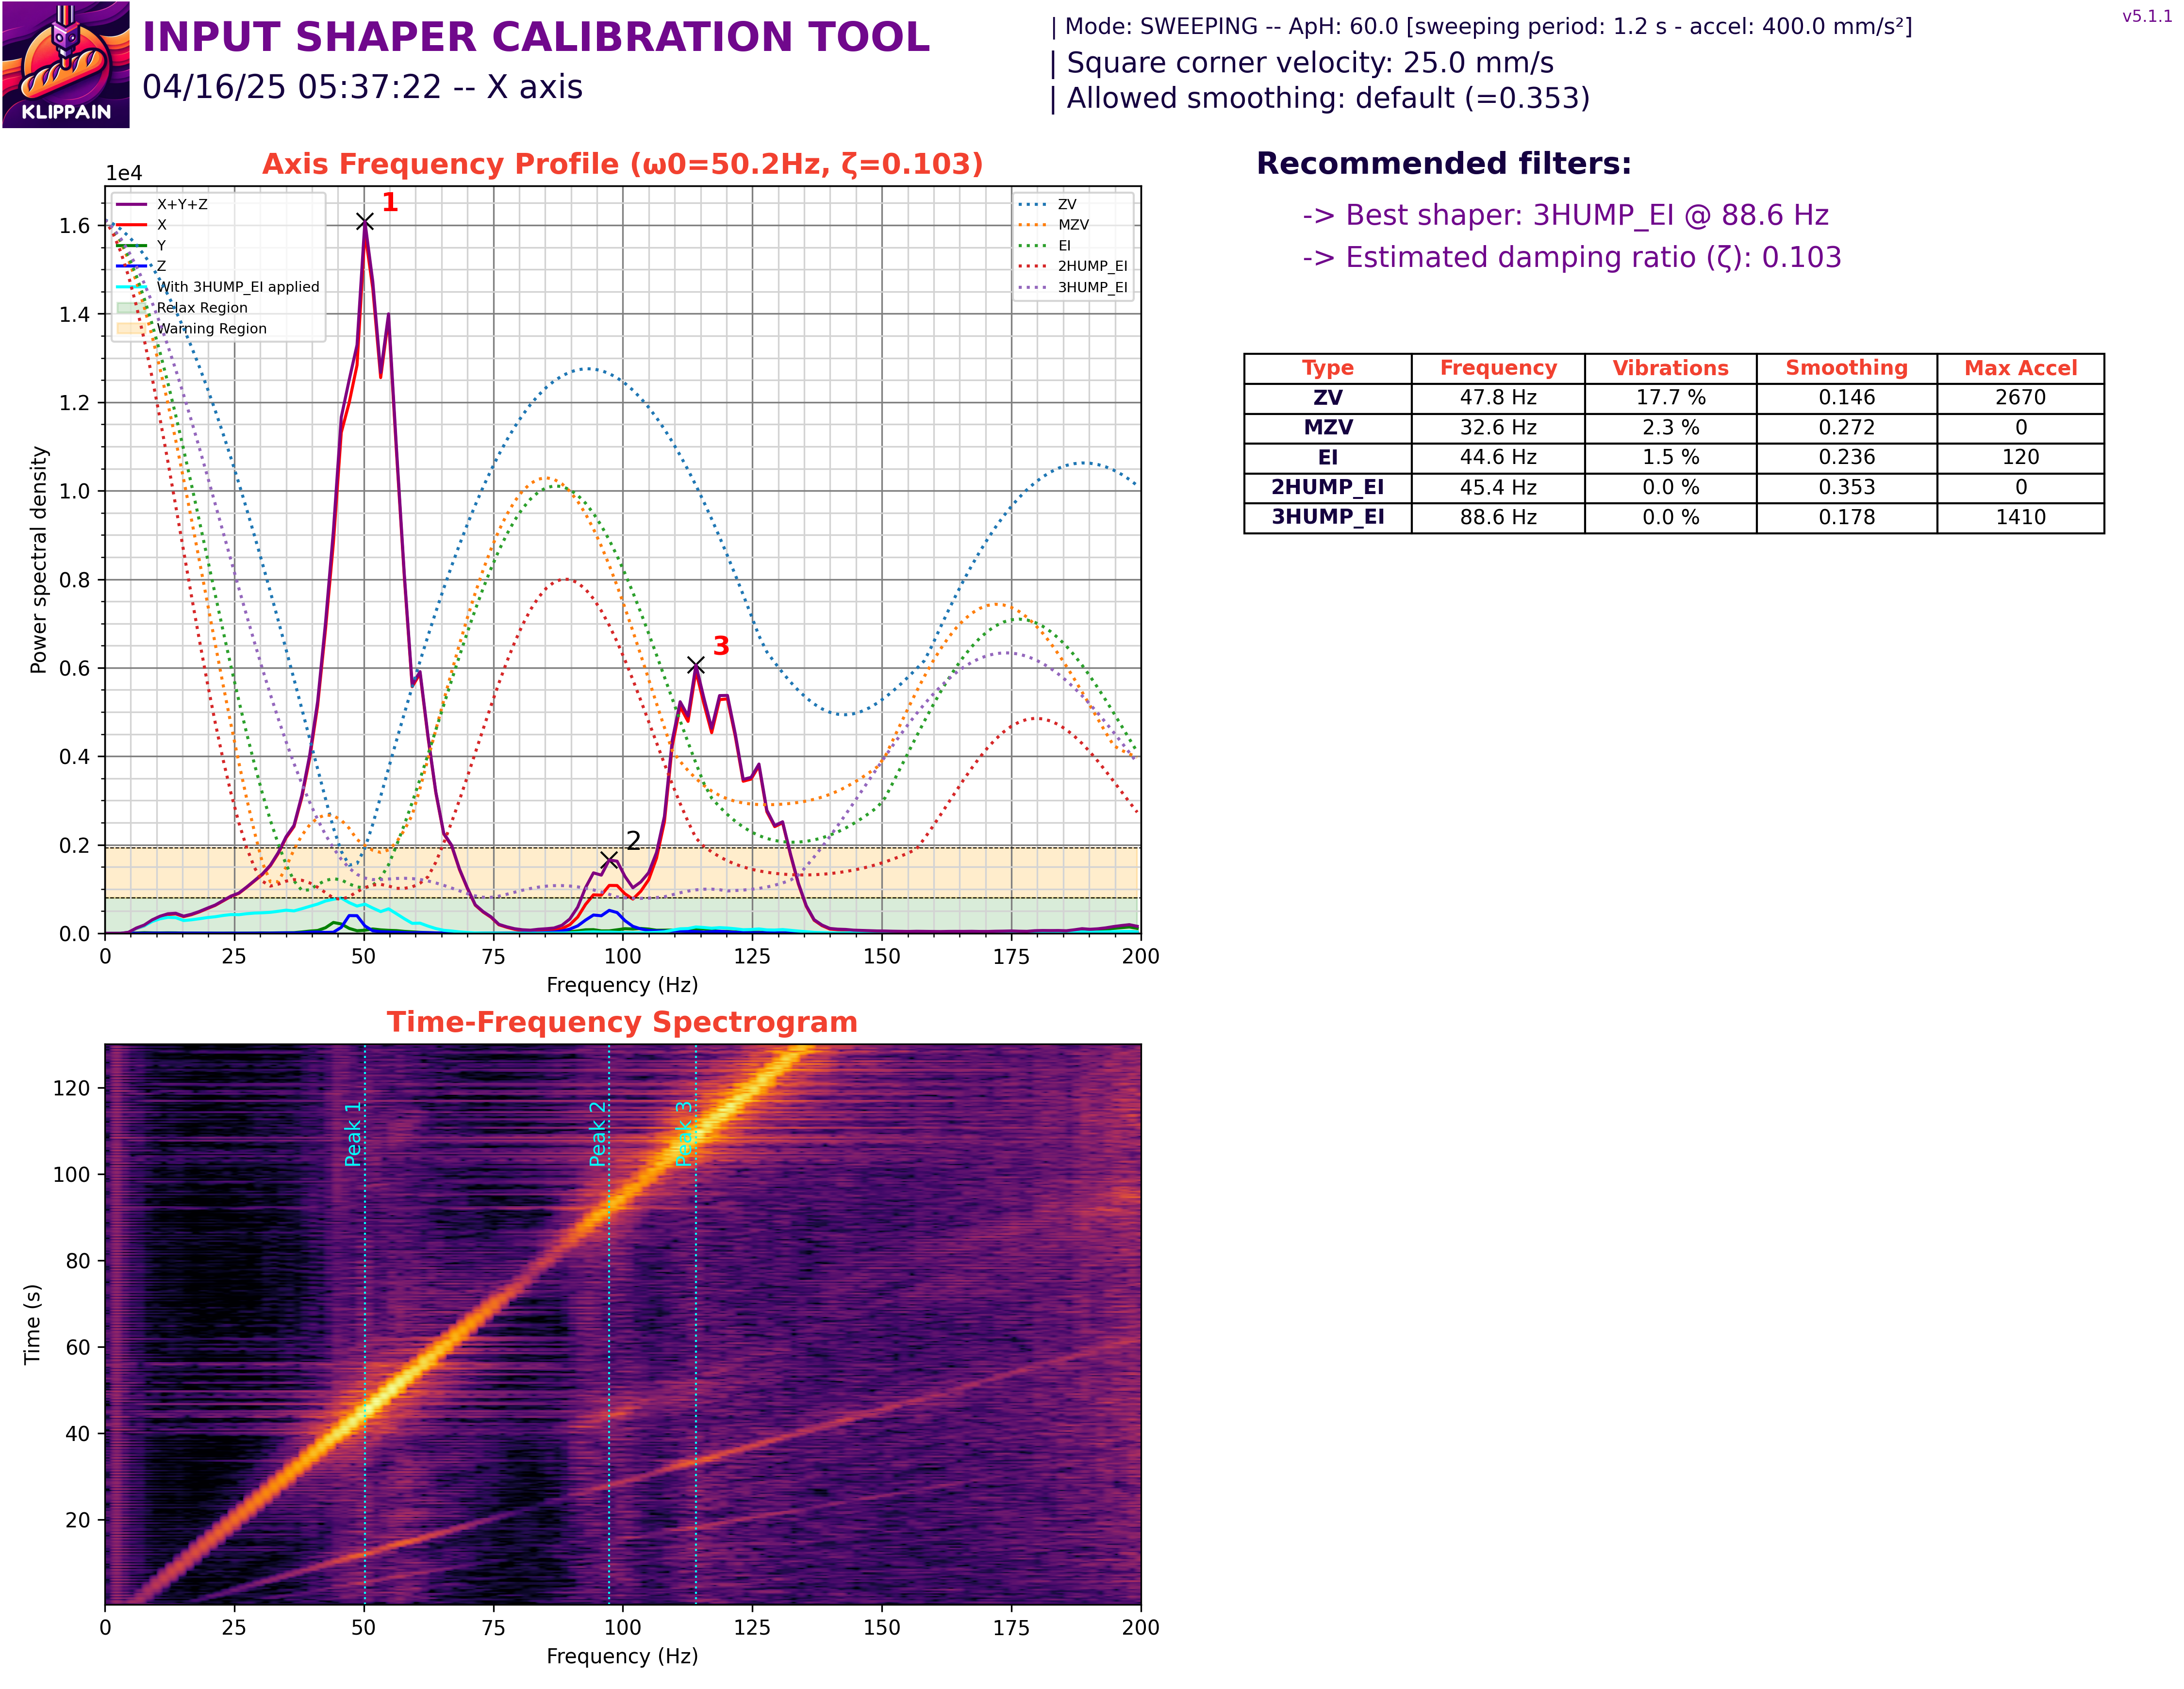 INPUT SHAPER CALIBRATION TOOL
04/16/25 05:37:22 -- X axis
KLIPPAIN
| Mode: SWEEPING -- ApH: 60.0 [sweeping period: 1.2 s - accel: 400.0 mm/s²]
| Square corner velocity: 25.0 mm/s
| Allowed smoothing: default (=0.353)
v5.1.1
Axis Frequency Profile (ω0=50.2Hz, ζ=0.103)
1e4
X+Y+Z
X
Y
Z
With 3HUMP_EI applied
Relax Region
Warning Region
ZV
MZV
EI
2HUMP_EI
3HUMP_EI
1
2
3
Power spectral density
1.6
1.4
1.2
1.0
0.8
0.6
0.4
0.2
0.0
0 25 50 75 100 125 150 175 200
Frequency (Hz)
Recommended filters:
-> Best shaper: 3HUMP_EI @ 88.6 Hz
-> Estimated damping ratio (ζ): 0.103
Type Frequency Vibrations Smoothing Max Accel
ZV 47.8 Hz 17.7 % 0.146 2670
MZV 32.6 Hz 2.3 % 0.272 0
EI 44.6 Hz 1.5 % 0.236 120
2HUMP_EI 45.4 Hz 0.0 % 0.353 0
3HUMP_EI 88.6 Hz 0.0 % 0.178 1410
Time-Frequency Spectrogram
Time (s)
120
100
80
60
40
20
Peak 1
Peak 2
Peak 3
0 25 50 75 100 125 150 175 200
Frequency (Hz)